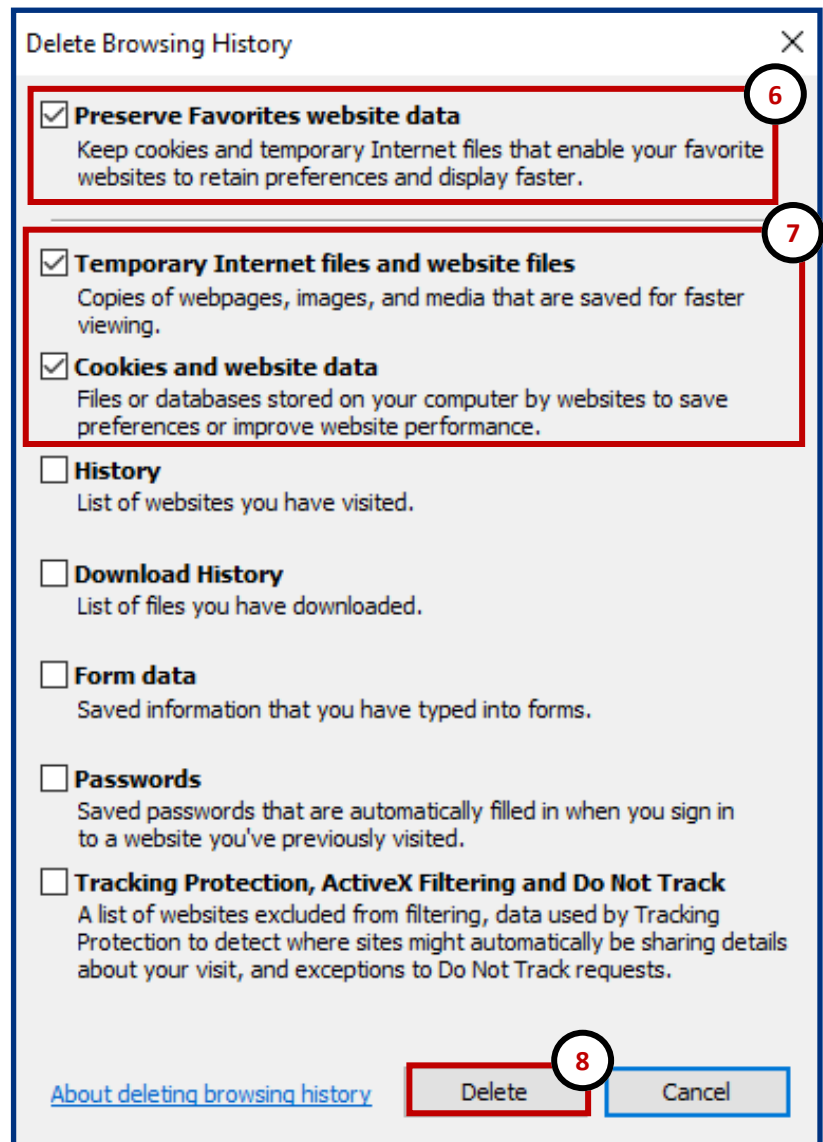 Delete Browsing History
6
Preserve Favorites website data
Keep cookies and temporary Internet files that enable your favorite
websites to retain preferences and display faster.
7
Temporary Internet files and website files
Copies of webpages, images, and media that are saved for faster
viewing.
Cookies and website data
Files or databases stored on your computer by websites to save
preferences or improve website performance.
History
List of websites you have visited.
Download History
List of files you have downloaded.
Form data
Saved information that you have typed into forms.
Passwords
Saved passwords that are automatically filled in when you sign in
to a website you've previously visited.
Tracking Protection, ActiveX Filtering and Do Not Track
A list of websites excluded from filtering, data used by Tracking
Protection to detect where sites might automatically be sharing details
about your visit, and exceptions to Do Not Track requests.
8
About deleting browsing history Delete Cancel